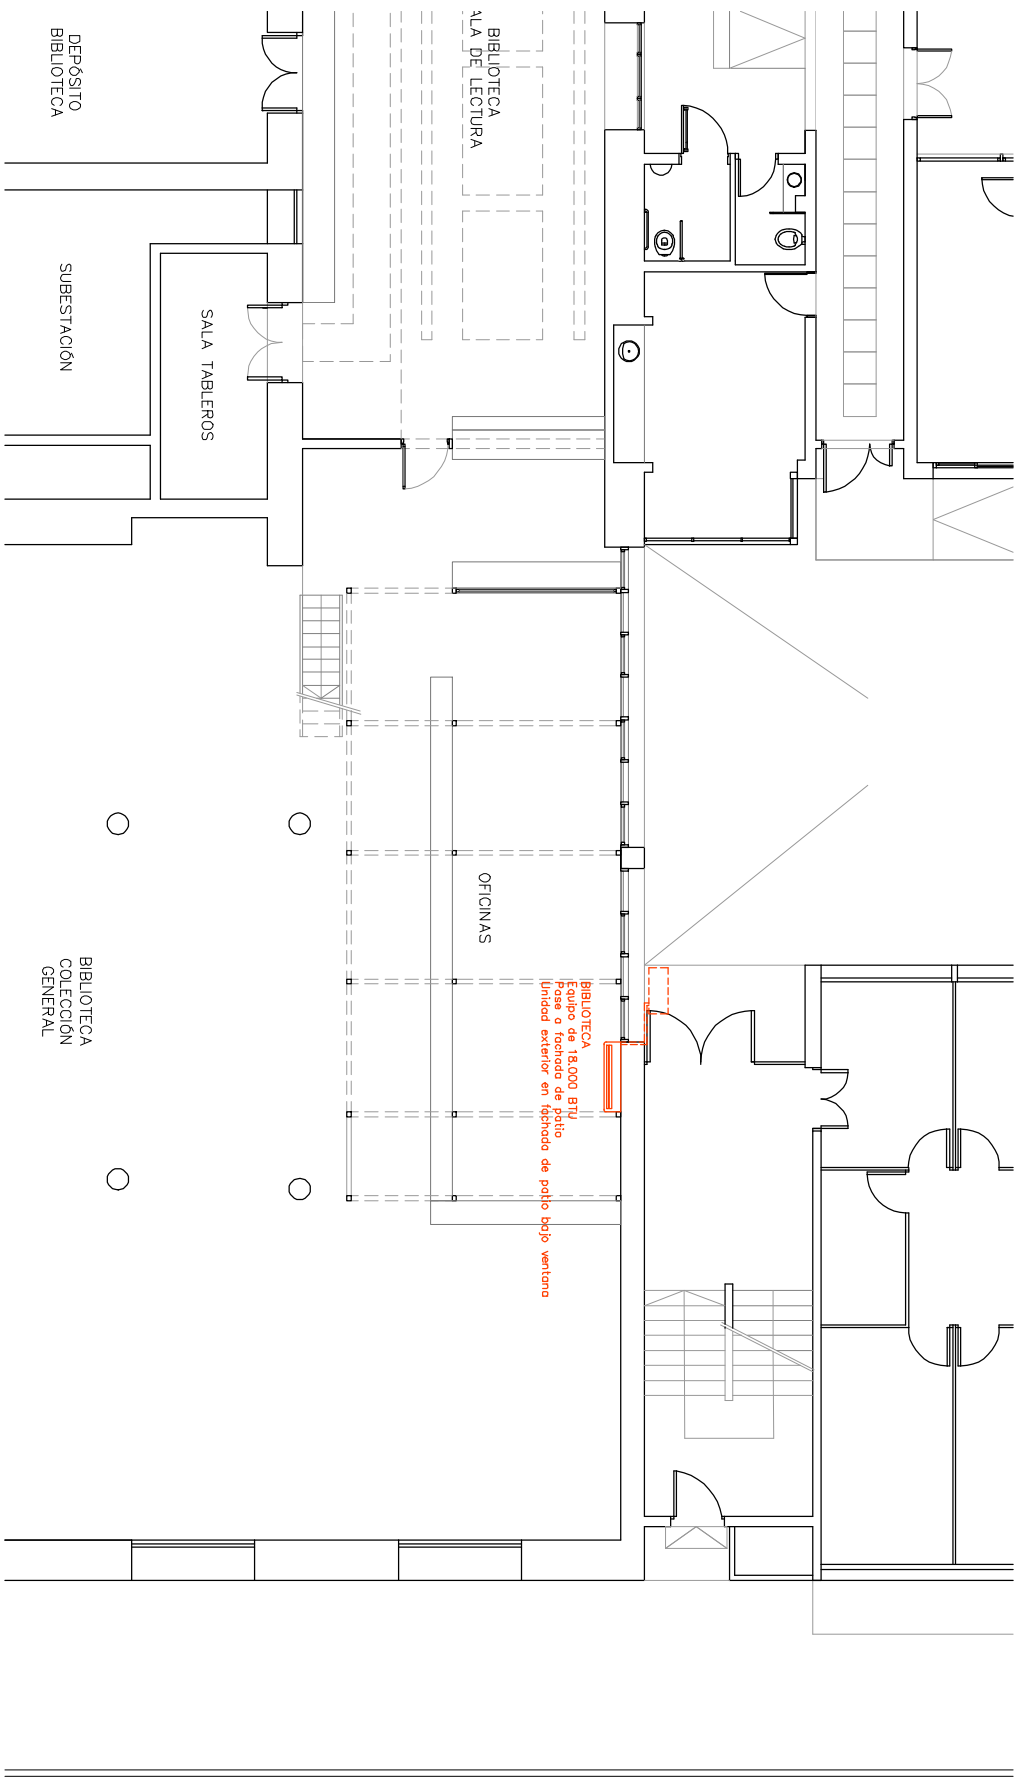 DEPÓSITO
BIBLIOTECA
BIBLIOTECA
ALA DE LECTURA
SUBESTACIÓN
SALA TABLEROS
OFICINAS
BIBLIOTECA
COLECCIÓN
GENERAL
BIBLIOTECA
Equipo de 18.000 BTU
Pase a fachada de patio
Unidad exterior en fachada de patio bajo ventana